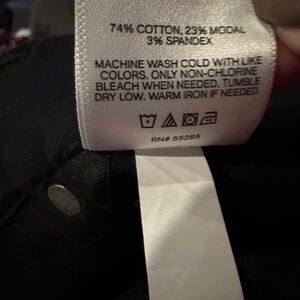 74% COTTON, 23% MODAL
3% SPANDEX
MACHINE WASH COLD WITH LIKE
COLORS. ONLY NON-CHLORINE
BLEACH WHEN NEEDED. TUMBLE
DRY LOW. WARM IRON IF NEEDED.
RN# 55285